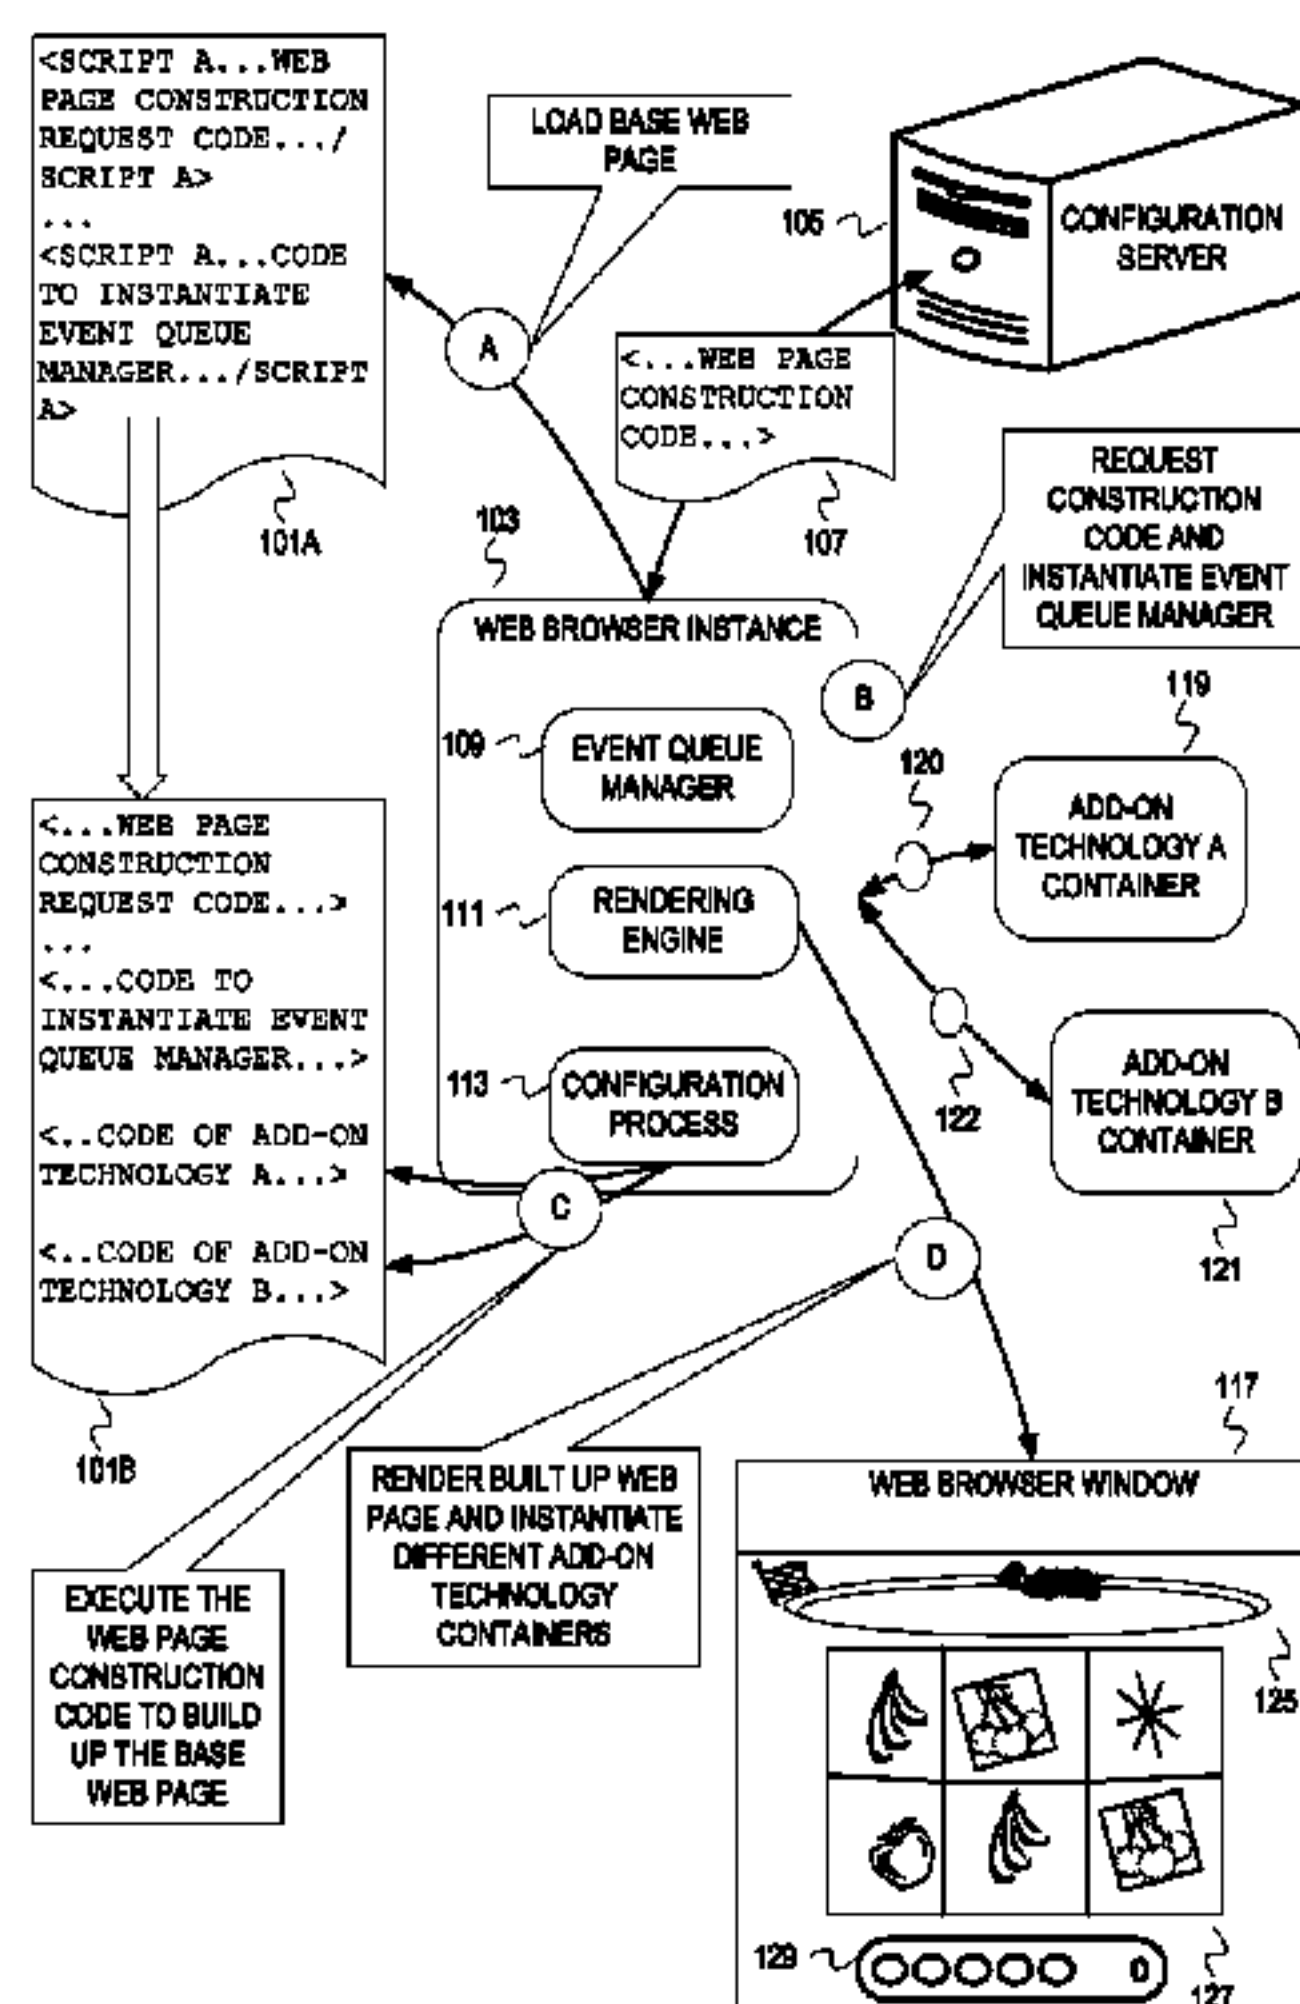 <SCRIPT A...WEB
PAGE CONSTRUCTION
REQUEST CODE.../
SCRIPT A>
...
<SCRIPT A...CODE
TO INSTANTIATE
EVENT QUEUE
MANAGER.../SCRIPT
A>
101A
LOAD BASE WEB
PAGE
A
105
CONFIGURATION
SERVER
<...WEB PAGE
CONSTRUCTION
CODE...>
107
103
REQUEST
CONSTRUCTION
CODE AND
INSTANTIATE EVENT
QUEUE MANAGER
B
WEB BROWSER INSTANCE
109
EVENT QUEUE
MANAGER
111
RENDERING
ENGINE
113
CONFIGURATION
PROCESS
119
120
ADD-ON
TECHNOLOGY A
CONTAINER
122
ADD-ON
TECHNOLOGY B
CONTAINER
121
<...WEB PAGE
CONSTRUCTION
REQUEST CODE...>
...
<...CODE TO
INSTANTIATE EVENT
QUEUE MANAGER...>
<..CODE OF ADD-ON
TECHNOLOGY A...>
<..CODE OF ADD-ON
TECHNOLOGY B...>
101B
C
D
EXECUTE THE
WEB PAGE
CONSTRUCTION
CODE TO BUILD
UP THE BASE
WEB PAGE
RENDER BUILT UP WEB
PAGE AND INSTANTIATE
DIFFERENT ADD-ON
TECHNOLOGY
CONTAINERS
117
WEB BROWSER WINDOW
125
129
0
127